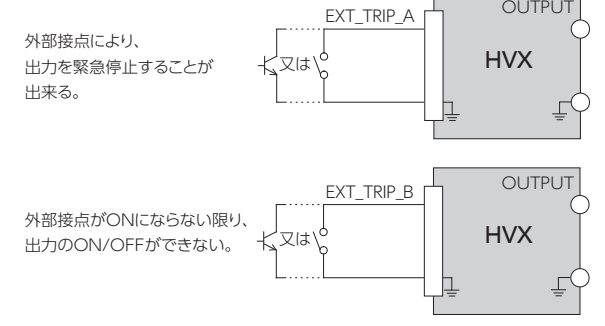 外部接点により、
出力を緊急停止することが
出来る。
EXT_TRIP_A
又は
OUTPUT
HVX
外部接点がONにならない限り、
出力のON/OFFができない。
EXT_TRIP_B
又は
OUTPUT
HVX